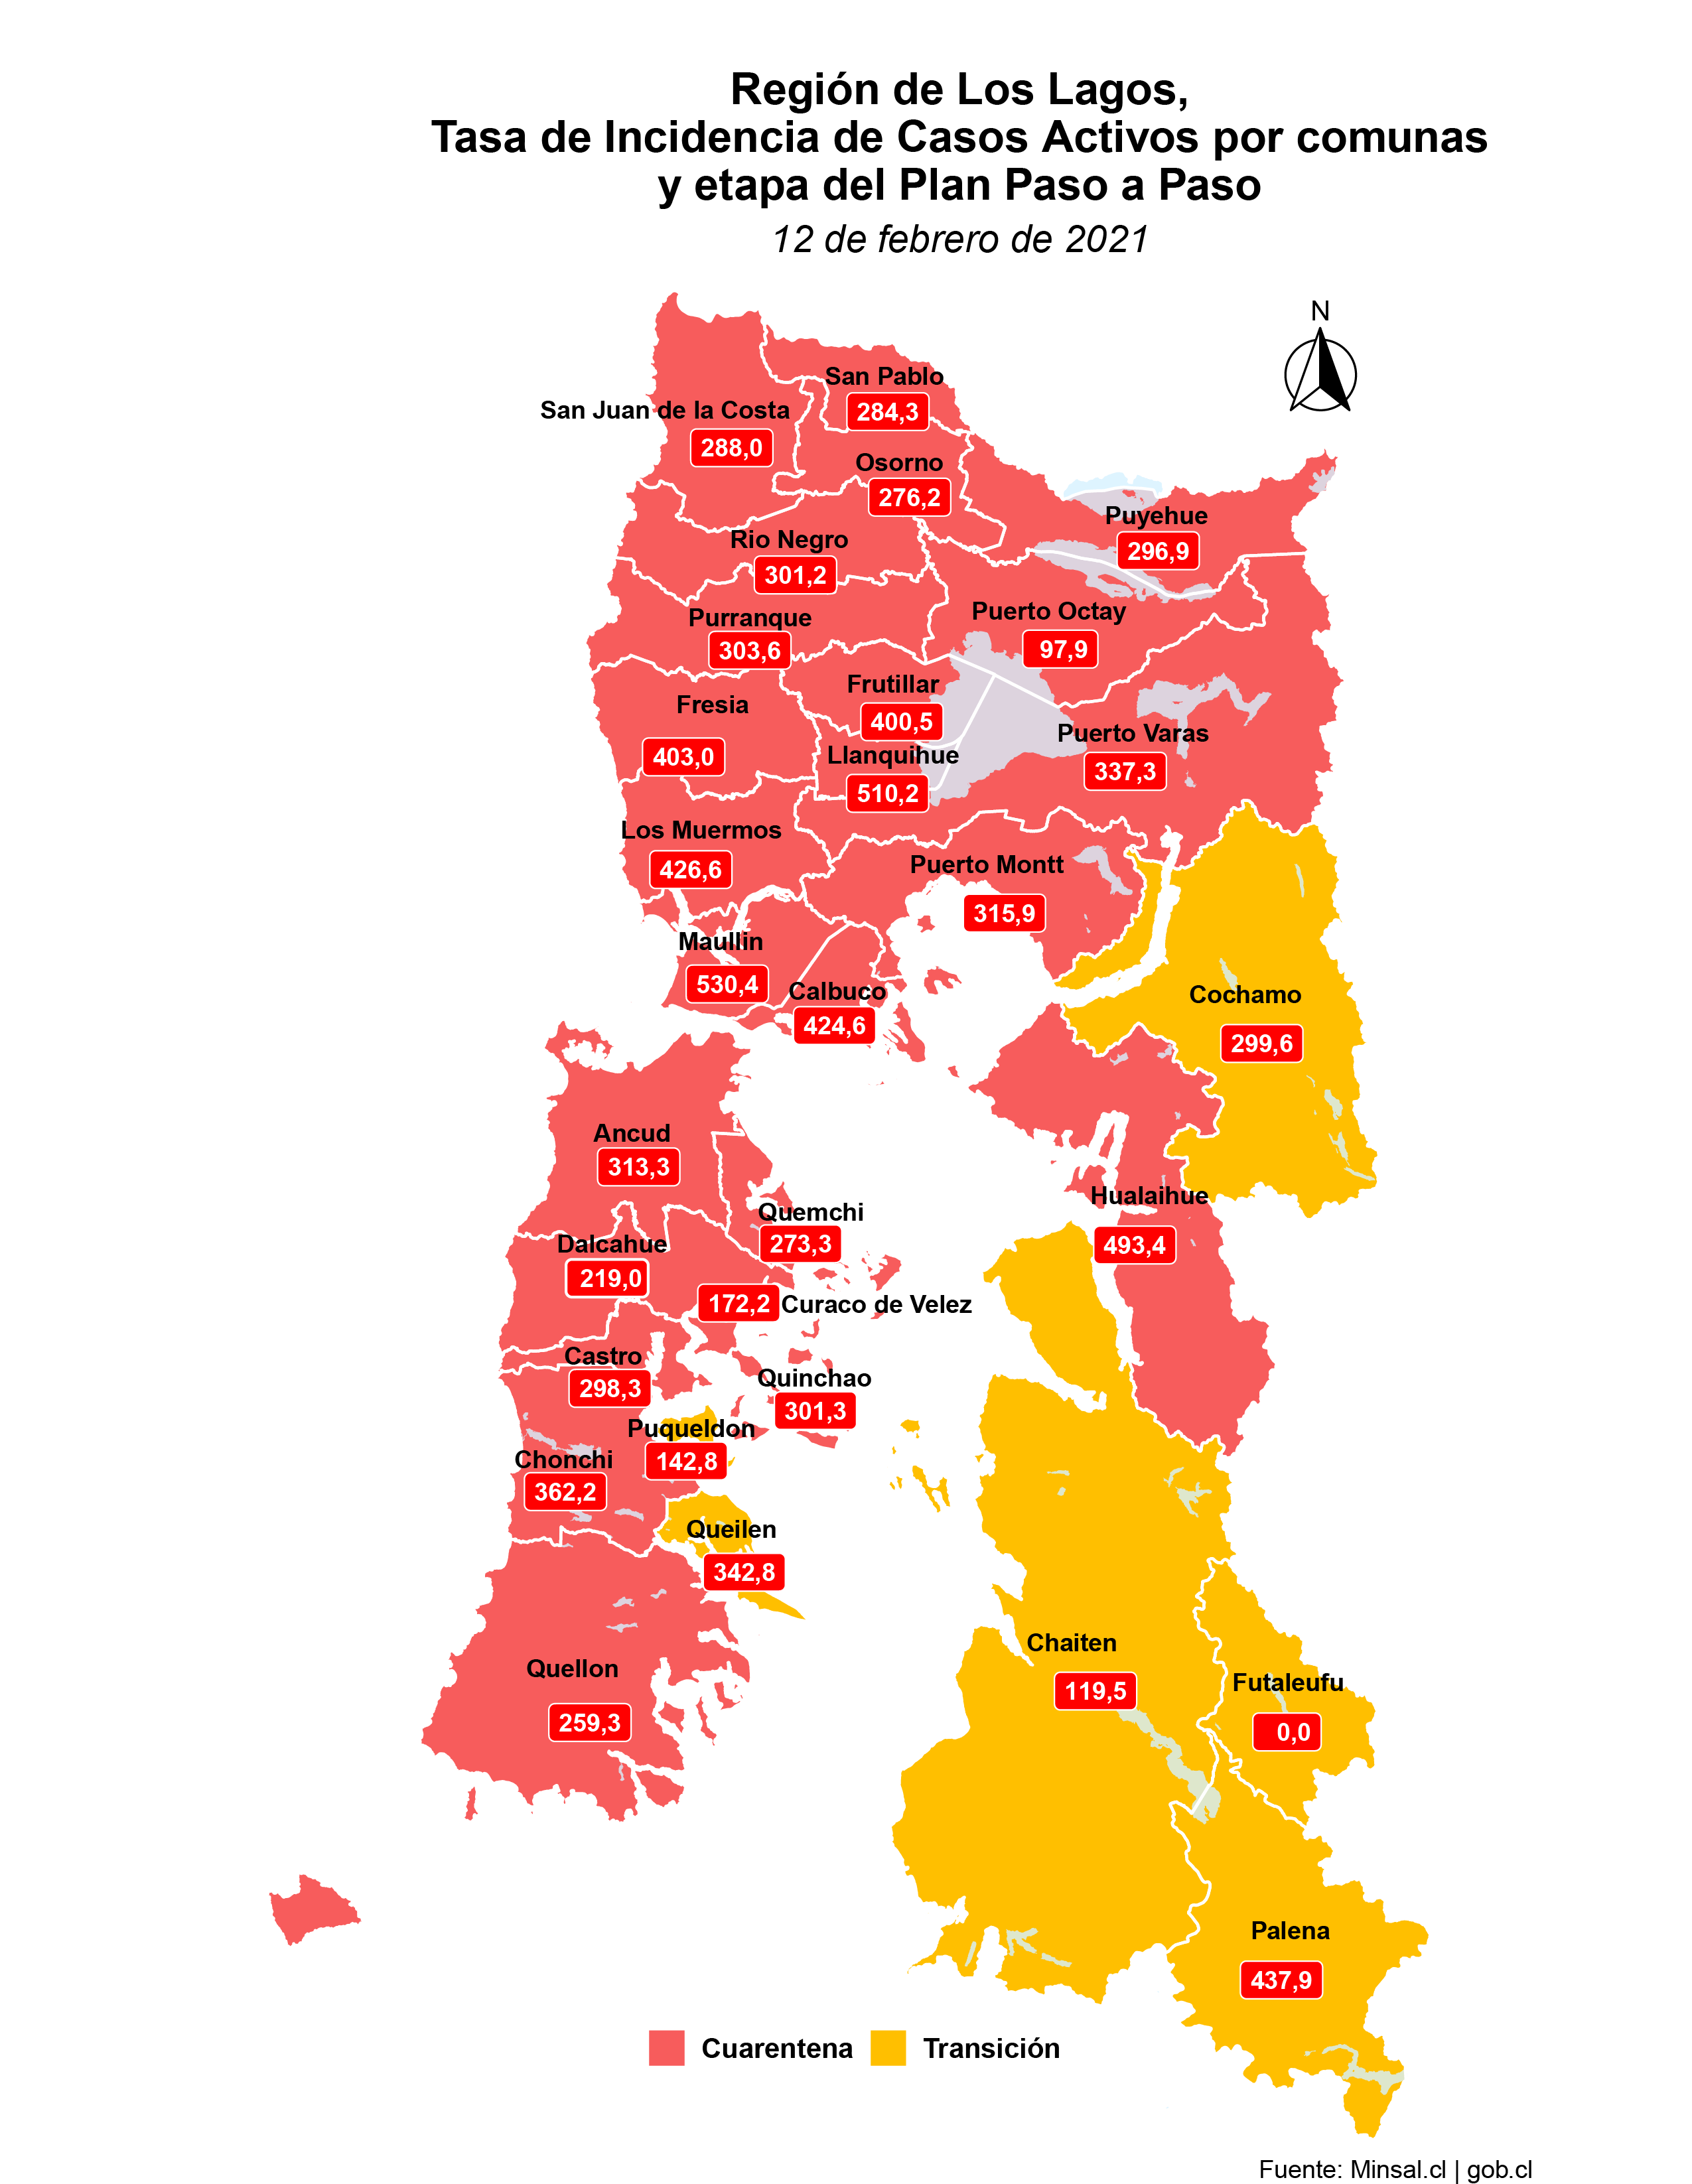 Región de Los Lagos,
Tasa de Incidencia de Casos Activos por comunas
y etapa del Plan Paso a Paso
12 de febrero de 2021
N
San Pablo
284,3
San Juan de la Costa
288,0
Osorno
276,2
Puyehue
296,9
Rio Negro
301,2
Puerto Octay
97,9
Purranque
303,6
Frutillar
400,5
Fresia
403,0
Puerto Varas
337,3
Llanquihue
510,2
Los Muermos
426,6
Puerto Montt
315,9
Maullin
530,4
Calbuco
424,6
Cochamo
299,6
Ancud
313,3
Hualaihue
493,4
Quemchi
273,3
Dalcahue
219,0
172,2 Curaco de Velez
Castro
298,3
Quinchao
301,3
Puqueldon
142,8
Chonchi
362,2
Queilen
342,8
Chaiten
119,5
Quellon
259,3
Futaleufu
0,0
Palena
437,9
Cuarentena Transición
Fuente: Minsal.cl | gob.cl